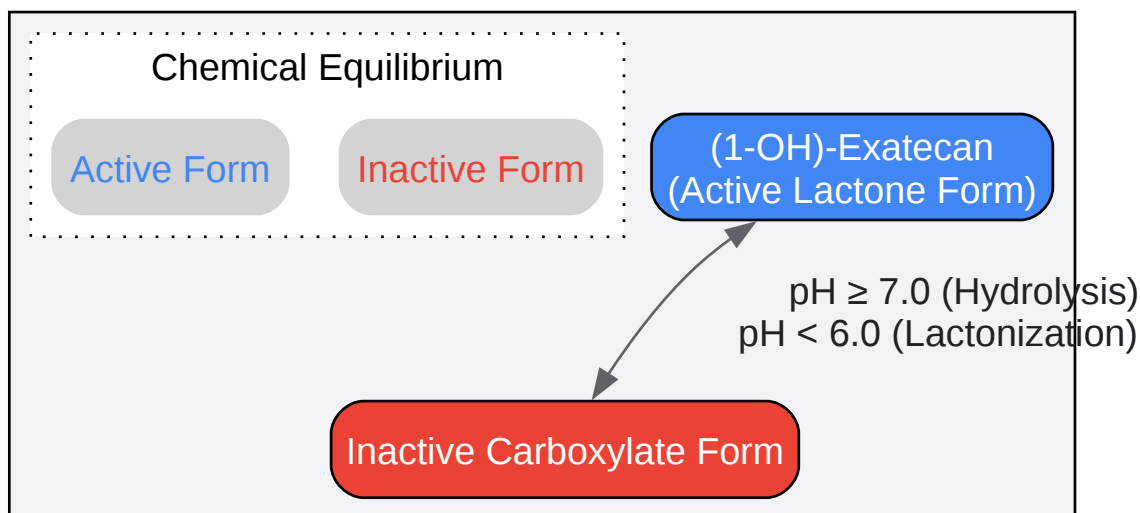 Chemical Equilibrium
Active Form
Inactive Form
(1-OH)-Exatecan
(Active Lactone Form)
pH ≥ 7.0 (Hydrolysis)
pH < 6.0 (Lactonization)
Inactive Carboxylate Form